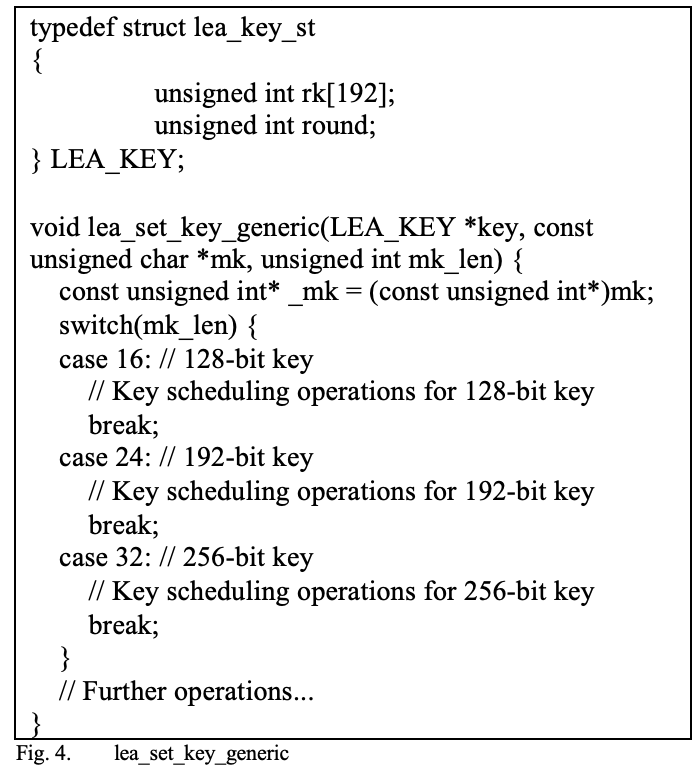 typedef struct lea_key_st
{
unsigned int rk[192];
unsigned int round;
} LEA_KEY;
void lea_set_key_generic(LEA_KEY *key, const
unsigned char *mk, unsigned int mk_len) {
const unsigned int* _mk = (const unsigned int*)mk;
switch(mk_len) {
case 16: // 128-bit key
// Key scheduling operations for 128-bit key
break;
case 24: // 192-bit key
// Key scheduling operations for 192-bit key
break;
case 32: // 256-bit key
// Key scheduling operations for 256-bit key
break;
}
// Further operations...
}
Fig. 4. lea_set_key_generic